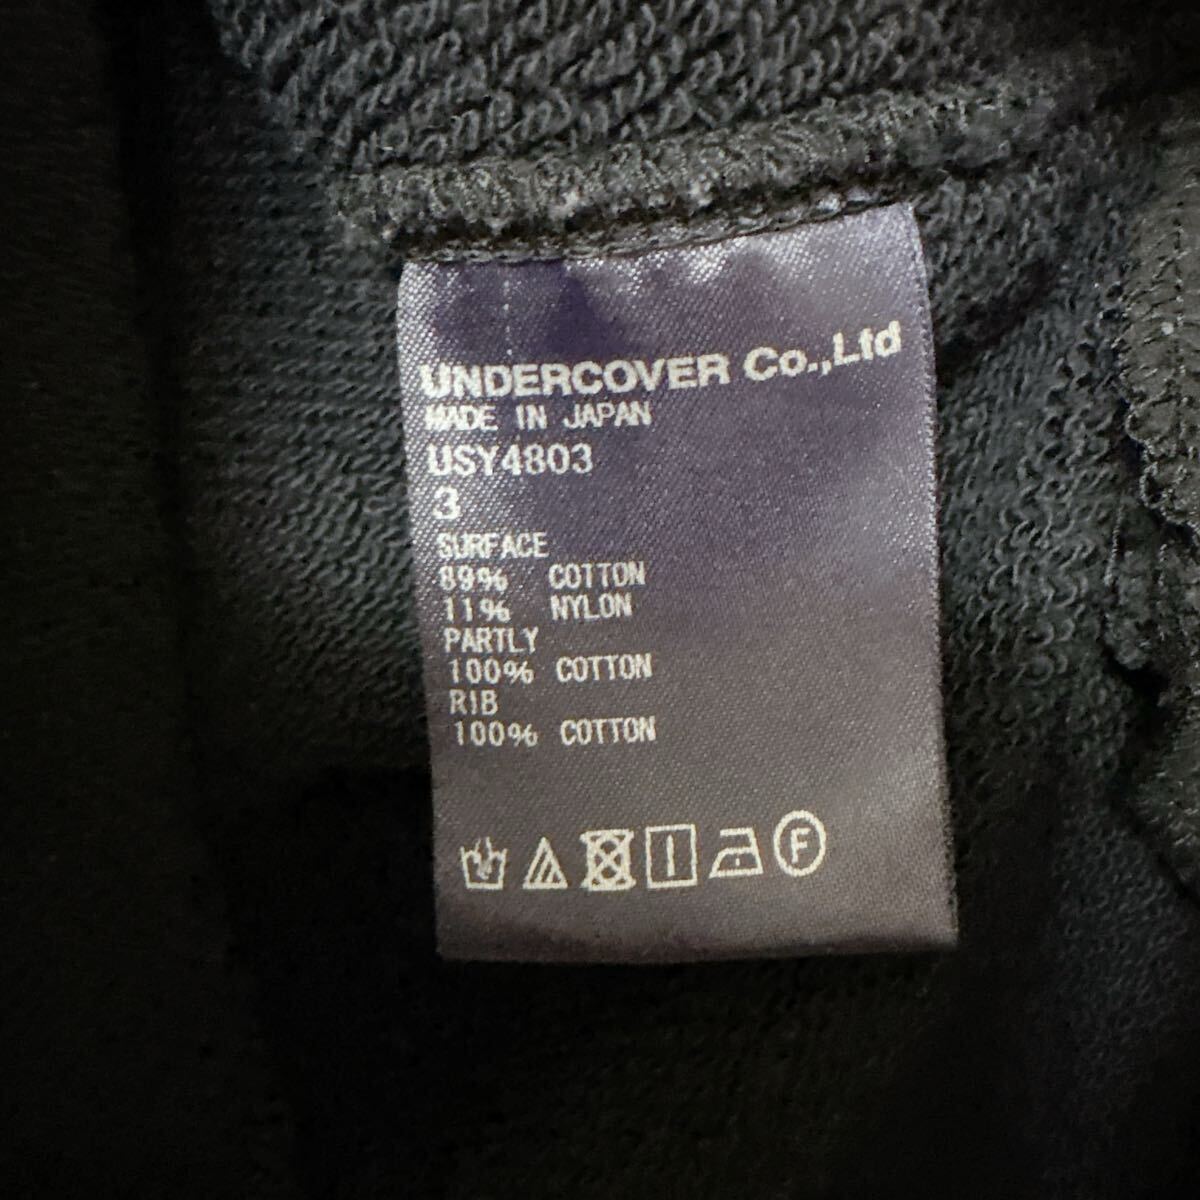 UNDERCOVER Co.,Ltd
MADE IN JAPAN
USY4803
3
SURFACE
89% COTTON
11% NYLON
PARTLY
100% COTTON
RIB
100% COTTON
F